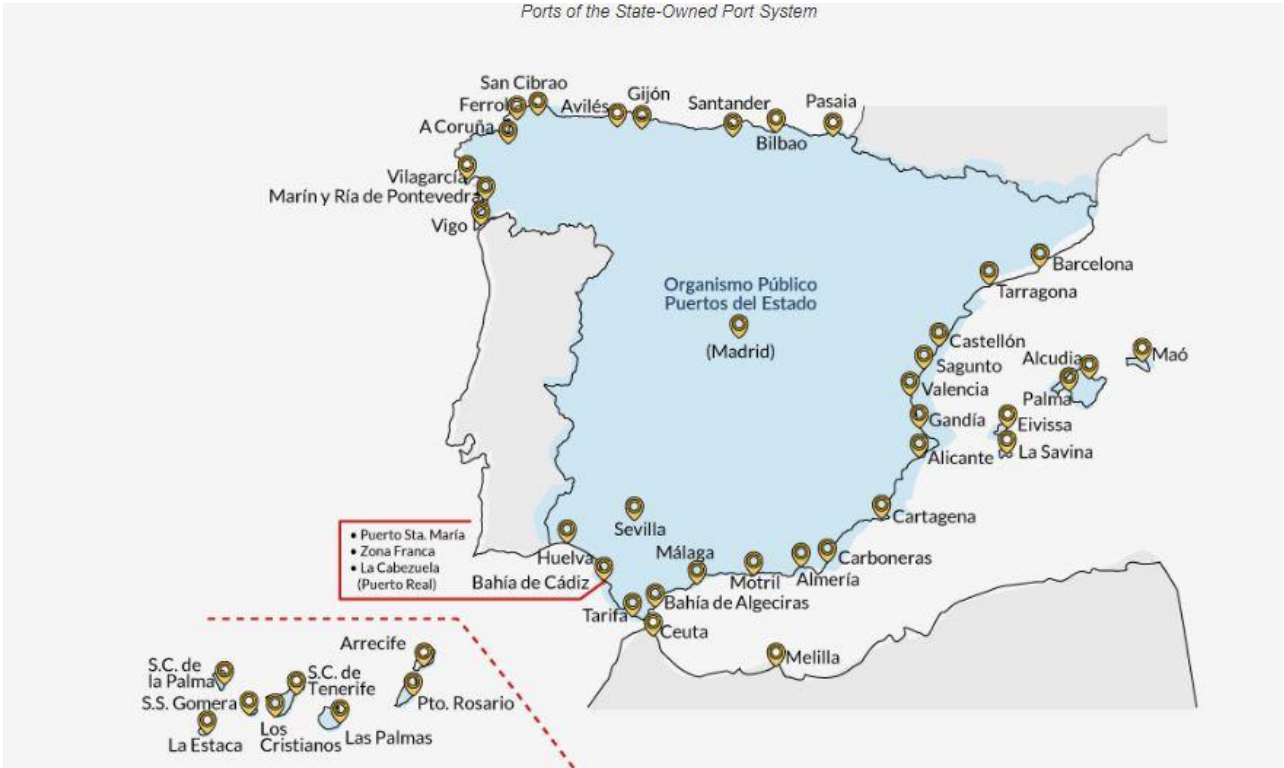 Ports of the State-Owned Port System
San Cibrao
Ferrol
A Coruña
Avilés
Gijón
Santander
Bilbao
Pasaia
Vilagarcía
Marín y Ría de Pontevedra
Vigo
Barcelona
Tarragona
Organismo Público
Puertos del Estado
(Madrid)
Castellón
Sagunto
Valencia
Gandía
Alicante
Alcudia
Maó
Palma
Eivissa
La Savina
Cartagena
Sevilla
• Puerto Sta. María
• Zona Franca
• La Cabezuela
(Puerto Real)
Huelva
Bahía de Cádiz
Málaga
Motril
Almería
Carboneras
Tarifa
Bahía de Algeciras
Ceuta
Melilla
Arrecife
S.C. de
la Palma
S.C. de
Tenerife
S.S. Gomera
Pto. Rosario
La Estaca
Los
Cristianos
Las Palmas